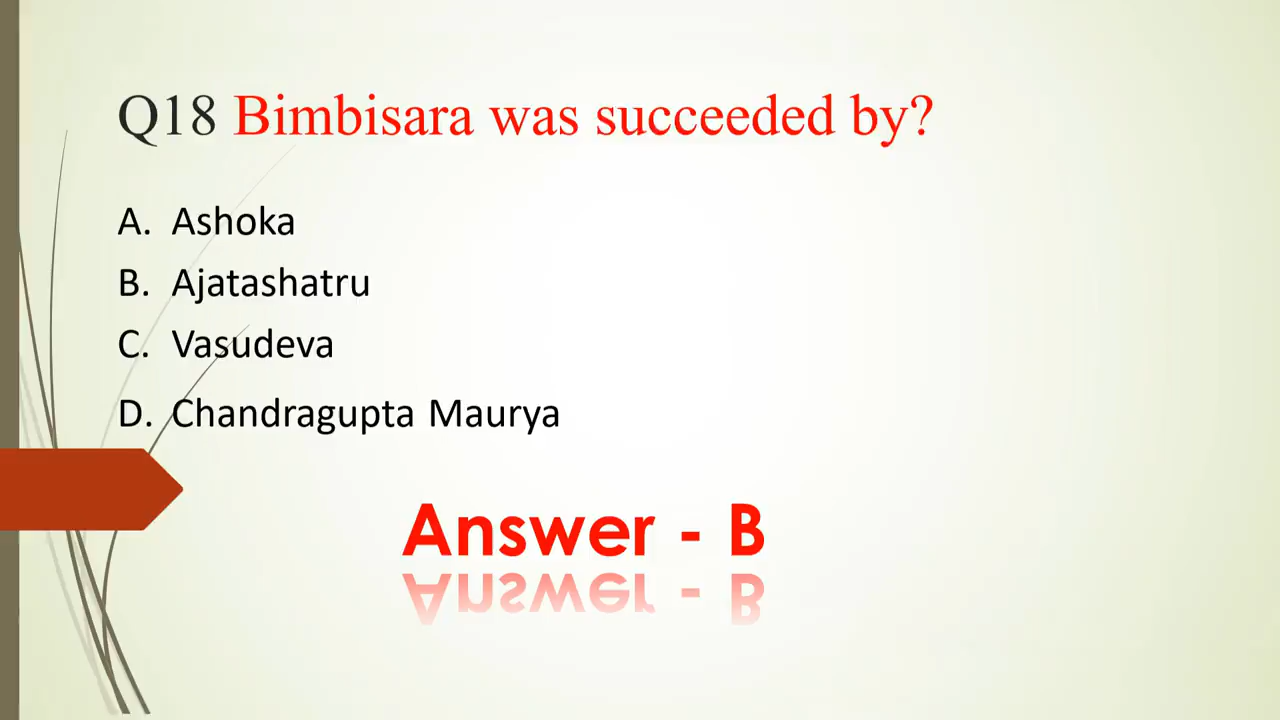 Q18 Bimbisara was succeeded by?
A. Ashoka
B. Ajatashatru
C. Vasudeva
D. Chandragupta Maurya
Answer - B